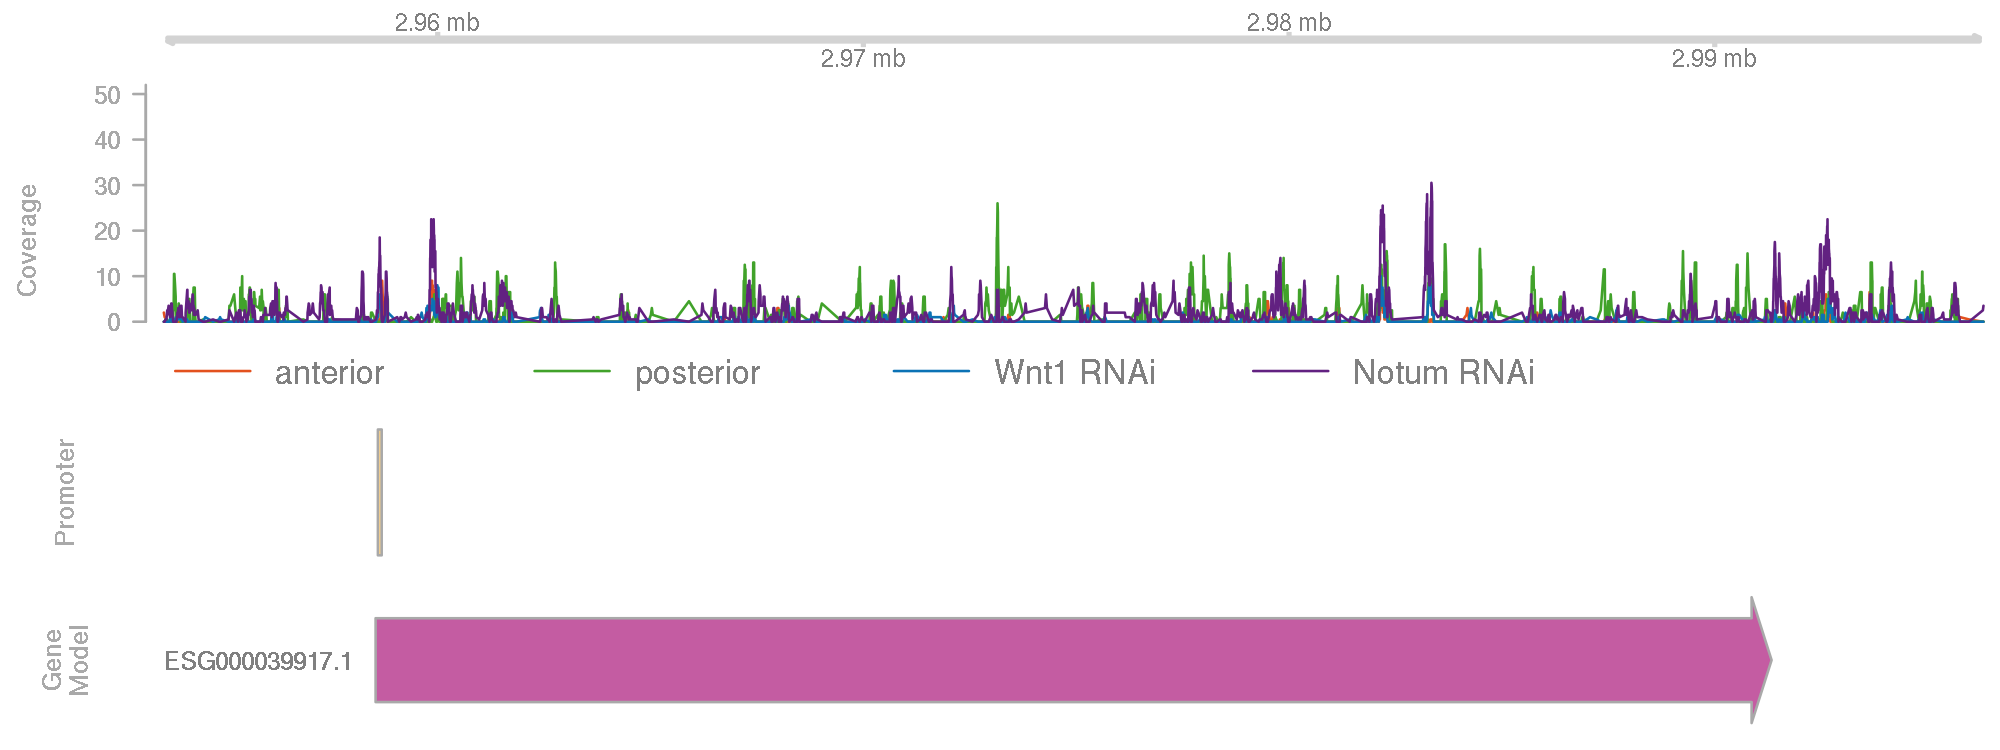 2.96 mb
2.98 mb
2.97 mb
2.99 mb
50
40
30
20
10
0
Coverage
anterior
posterior
Wnt1 RNAi
Notum RNAi
Promoter
Gene
Model
ESG000039917.1